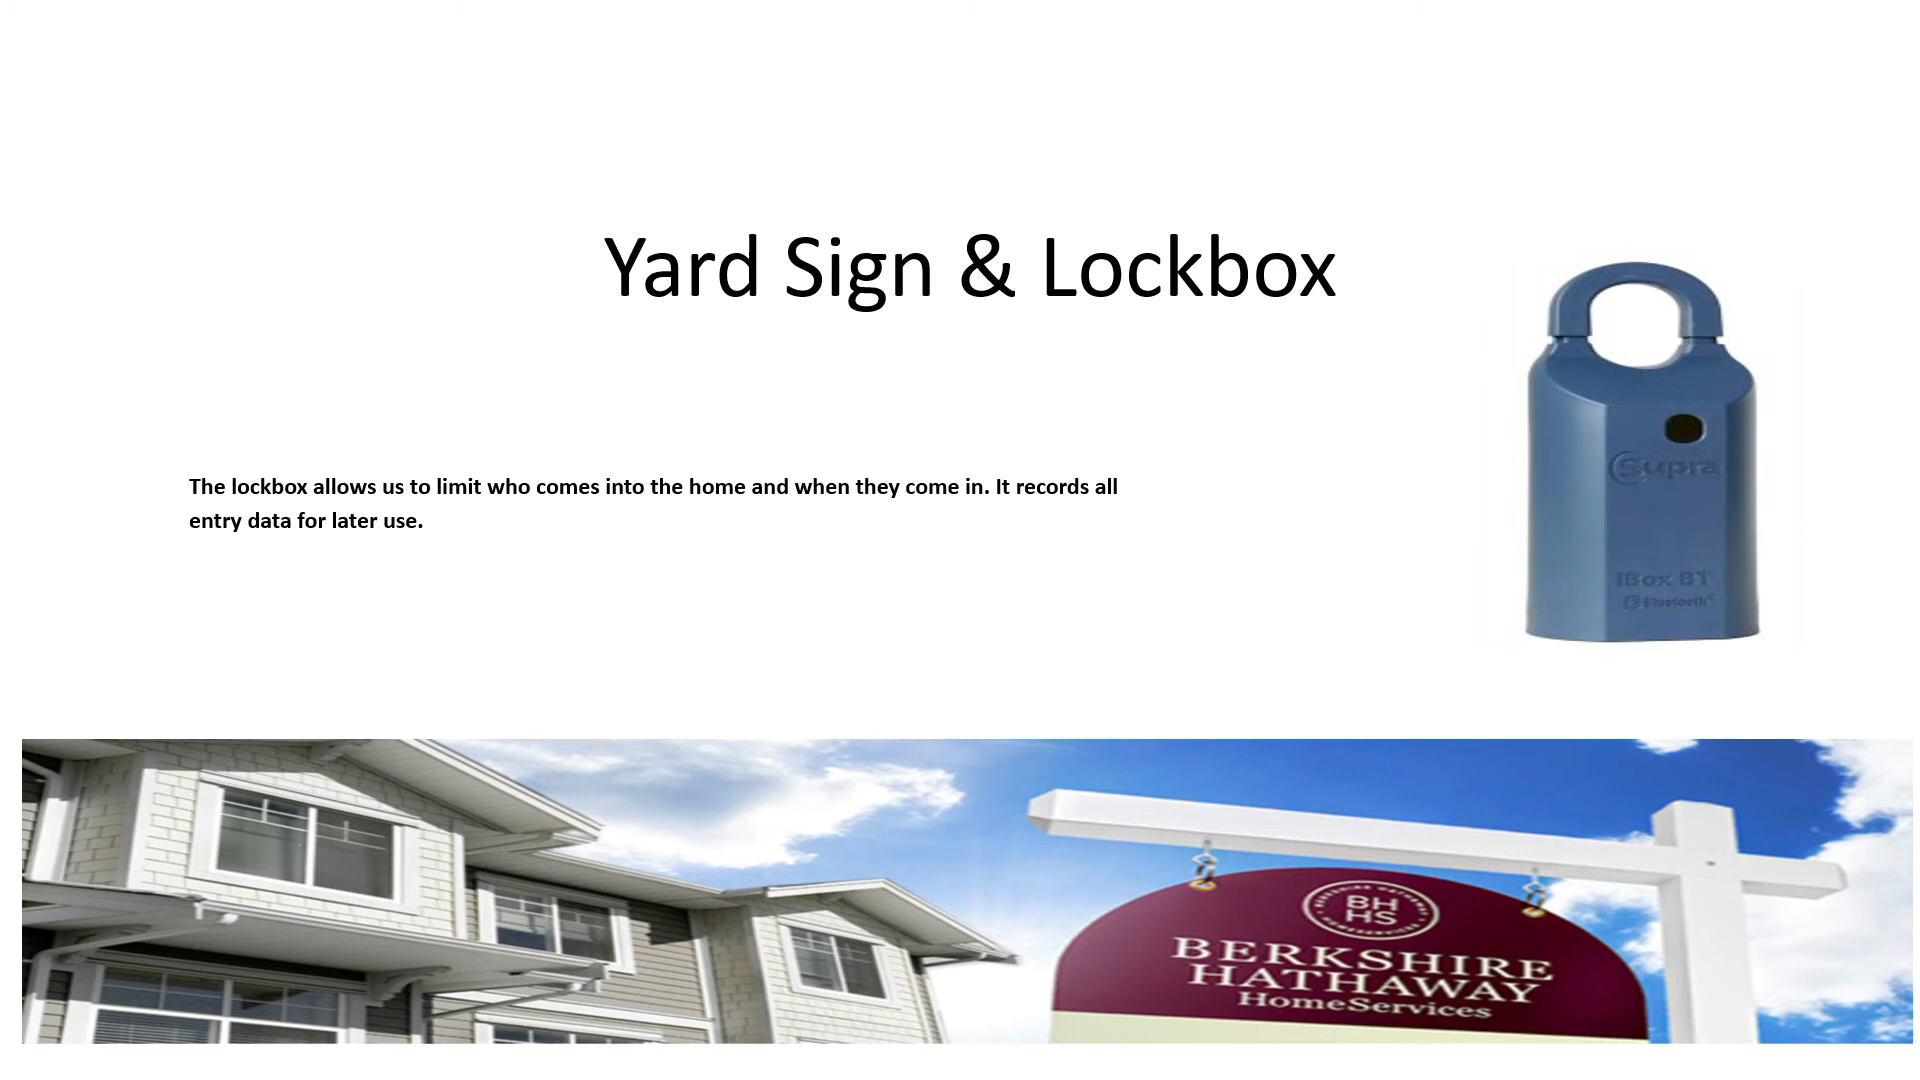 Yard Sign & Lockbox
The lockbox allows us to limit who comes into the home and when they come in. It records all
entry data for later use.
Supra
iBox BT
Bluetooth
BH
HS
BERKSHIRE
HATHAWAY
HomeServices